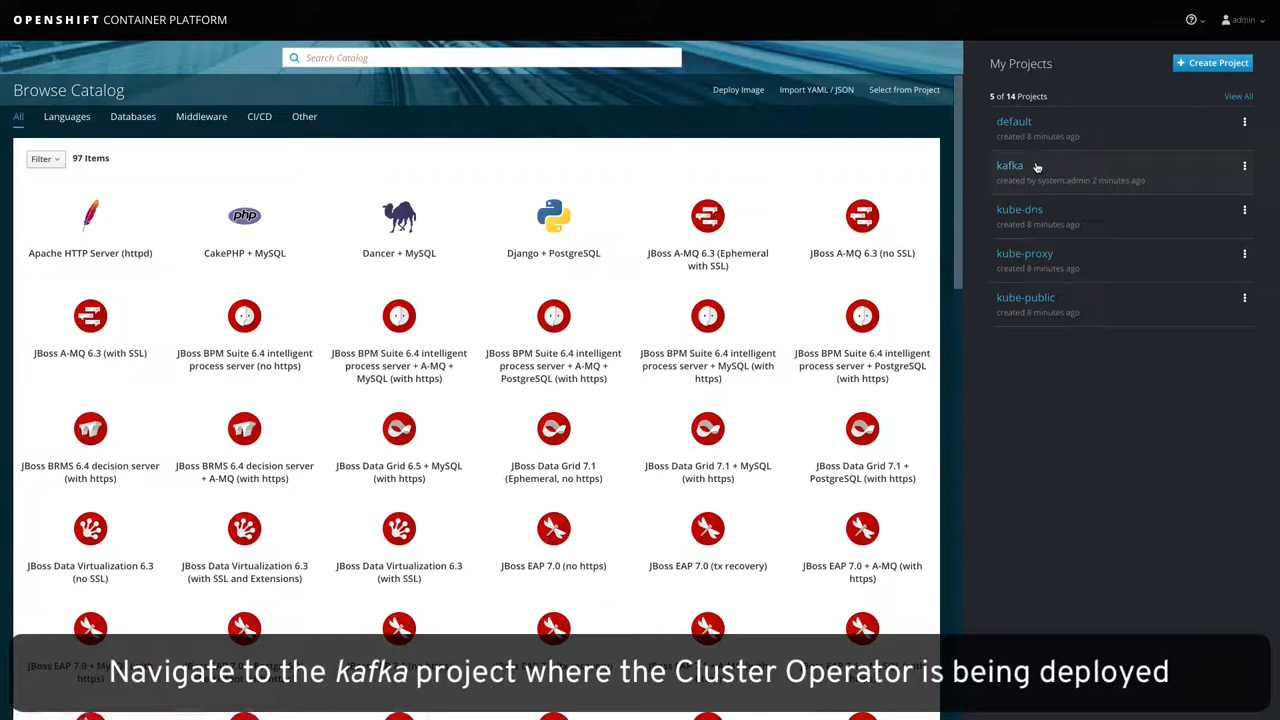 OPENSHIFT CONTAINER PLATFORM
admin
Search Catalog
My Projects
Create Project
Browse Catalog
Deploy Image
Import YAML / JSON
Select from Project
5 of 14 Projects
View All
All
Languages
Databases
Middleware
CI/CD
Other
default
created 8 minutes ago
Filter
97 Items
kafka
created by system:admin 2 minutes ago
kube-dns
created 8 minutes ago
kube-proxy
created 8 minutes ago
kube-public
created 8 minutes ago
php
Apache HTTP Server (httpd)
CakePHP + MySQL
Dancer + MySQL
Django + PostgreSQL
JBoss A-MQ 6.3 (Ephemeral
with SSL)
JBoss A-MQ 6.3 (no SSL)
JBoss A-MQ 6.3 (with SSL)
JBoss BPM Suite 6.4 intelligent
process server (no https)
JBoss BPM Suite 6.4 intelligent
process server + A-MQ +
MySQL (with https)
JBoss BPM Suite 6.4 intelligent
process server + A-MQ +
PostgreSQL (with https)
JBoss BPM Suite 6.4 intelligent
process server + MySQL (with
https)
JBoss BPM Suite 6.4 intelligent
process server + PostgreSQL
(with https)
JBoss BRMS 6.4 decision server
(with https)
JBoss BRMS 6.4 decision server
+ A-MQ (with https)
JBoss Data Grid 6.5 + MySQL
(with https)
JBoss Data Grid 7.1
(Ephemeral, no https)
JBoss Data Grid 7.1 + MySQL
(with https)
JBoss Data Grid 7.1 +
PostgreSQL (with https)
JBoss Data Virtualization 6.3
(no SSL)
JBoss Data Virtualization 6.3
(with SSL and Extensions)
JBoss Data Virtualization 6.3
(with SSL)
JBoss EAP 7.0 (no https)
JBoss EAP 7.0 (tx recovery)
JBoss EAP 7.0 + A-MQ (with
https)
Navigate to the kafka project where the Cluster Operator is being deployed